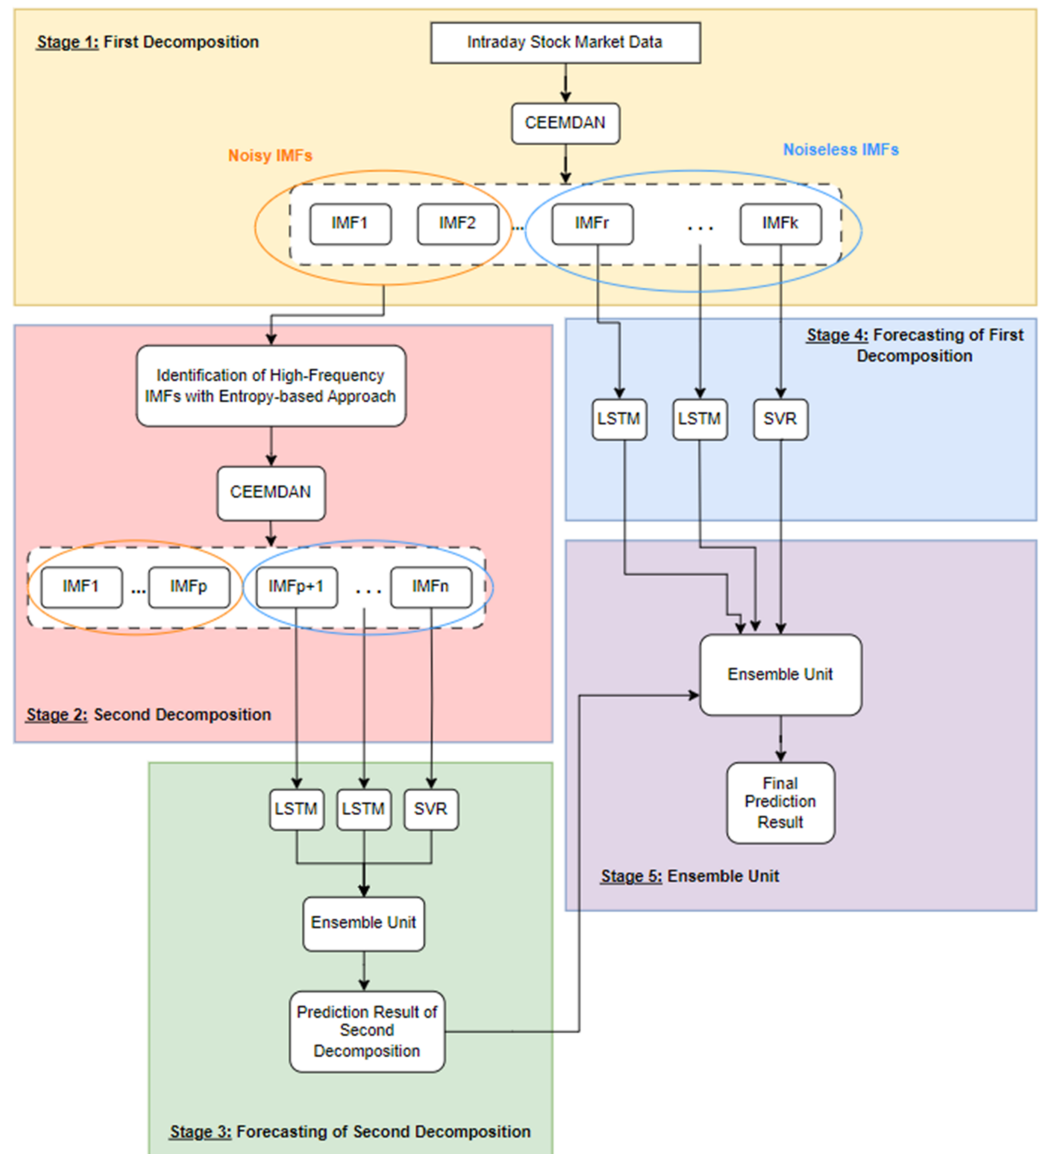 Stage 1: First Decomposition
Intraday Stock Market Data
CEEMDAN
Noisy IMFs
Noiseless IMFs
IMF1
IMF2
...
IMFr
...
IMFk
Identification of High-Frequency
IMFs with Entropy-based Approach
CEEMDAN
IMF1
...
IMFp
IMFp+1
...
IMFn
Stage 2: Second Decomposition
Stage 4: Forecasting of First
Decomposition
LSTM
LSTM
SVR
LSTM
LSTM
SVR
Ensemble Unit
Prediction Result of
Second
Decomposition
Stage 3: Forecasting of Second Decomposition
Ensemble Unit
Final
Prediction
Result
Stage 5: Ensemble Unit